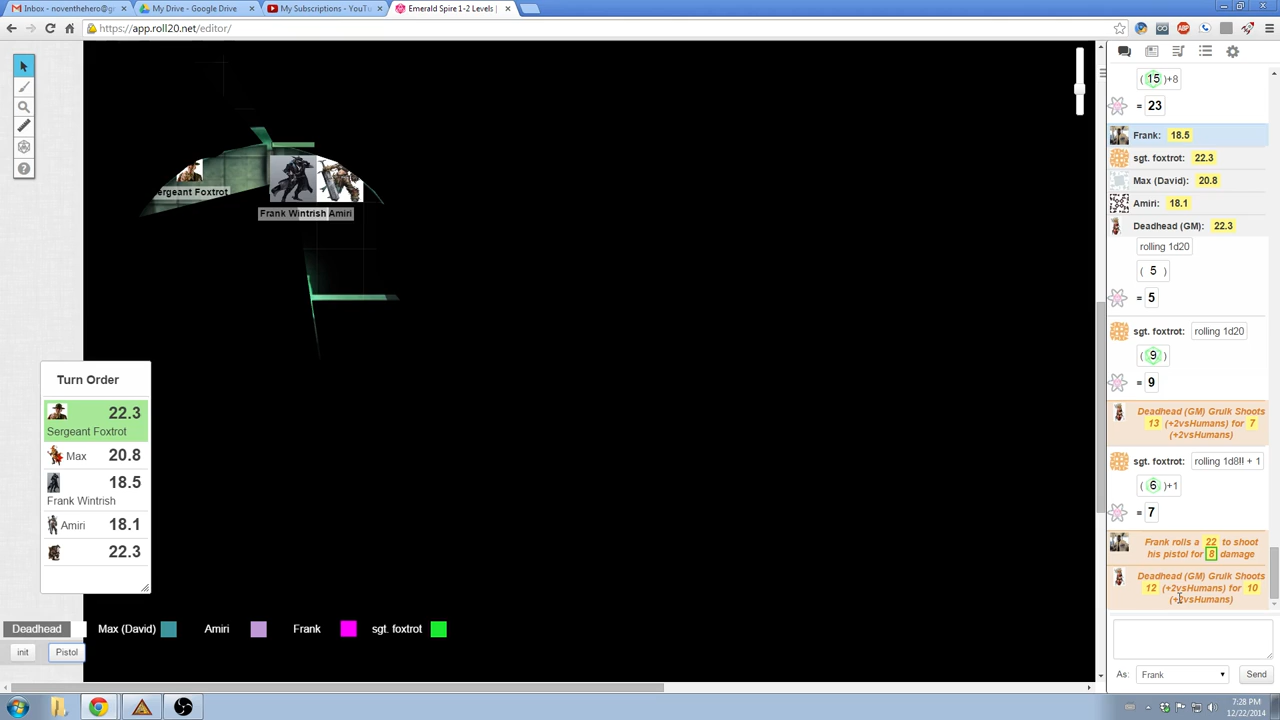 Inbox - noventhehero@g
My Drive - Google Drive
My Subscriptions - YouTu
Emerald Spire 1-2 Levels |
https://app.roll20.net/editor/
(15)+8
= 23
Frank: 18.5
sgt. foxtrot: 22.3
Max (David): 20.8
Amiri: 18.1
Deadhead (GM): 22.3
rolling 1d20
( 5 )
= 5
sgt. foxtrot: rolling 1d20
( 9 )
= 9
Deadhead (GM) Grulk Shoots
13 (+2vsHumans) for 7
(+2vsHumans)
sgt. foxtrot: rolling 1d8!! + 1
( 6 )+1
= 7
Frank rolls a 22 to shoot
his pistol for 8 damage
Deadhead (GM) Grulk Shoots
12 (+2vsHumans) for 10
(+2vsHumans)
As: Frank
Send
ergeant Foxtrot
Frank Wintrish Amiri
Turn Order
22.3
Sergeant Foxtrot
Max 20.8
18.5
Frank Wintrish
Amiri 18.1
22.3
Deadhead Max (David) Amiri Frank sgt. foxtrot
init Pistol
7:28 PM
12/22/2014